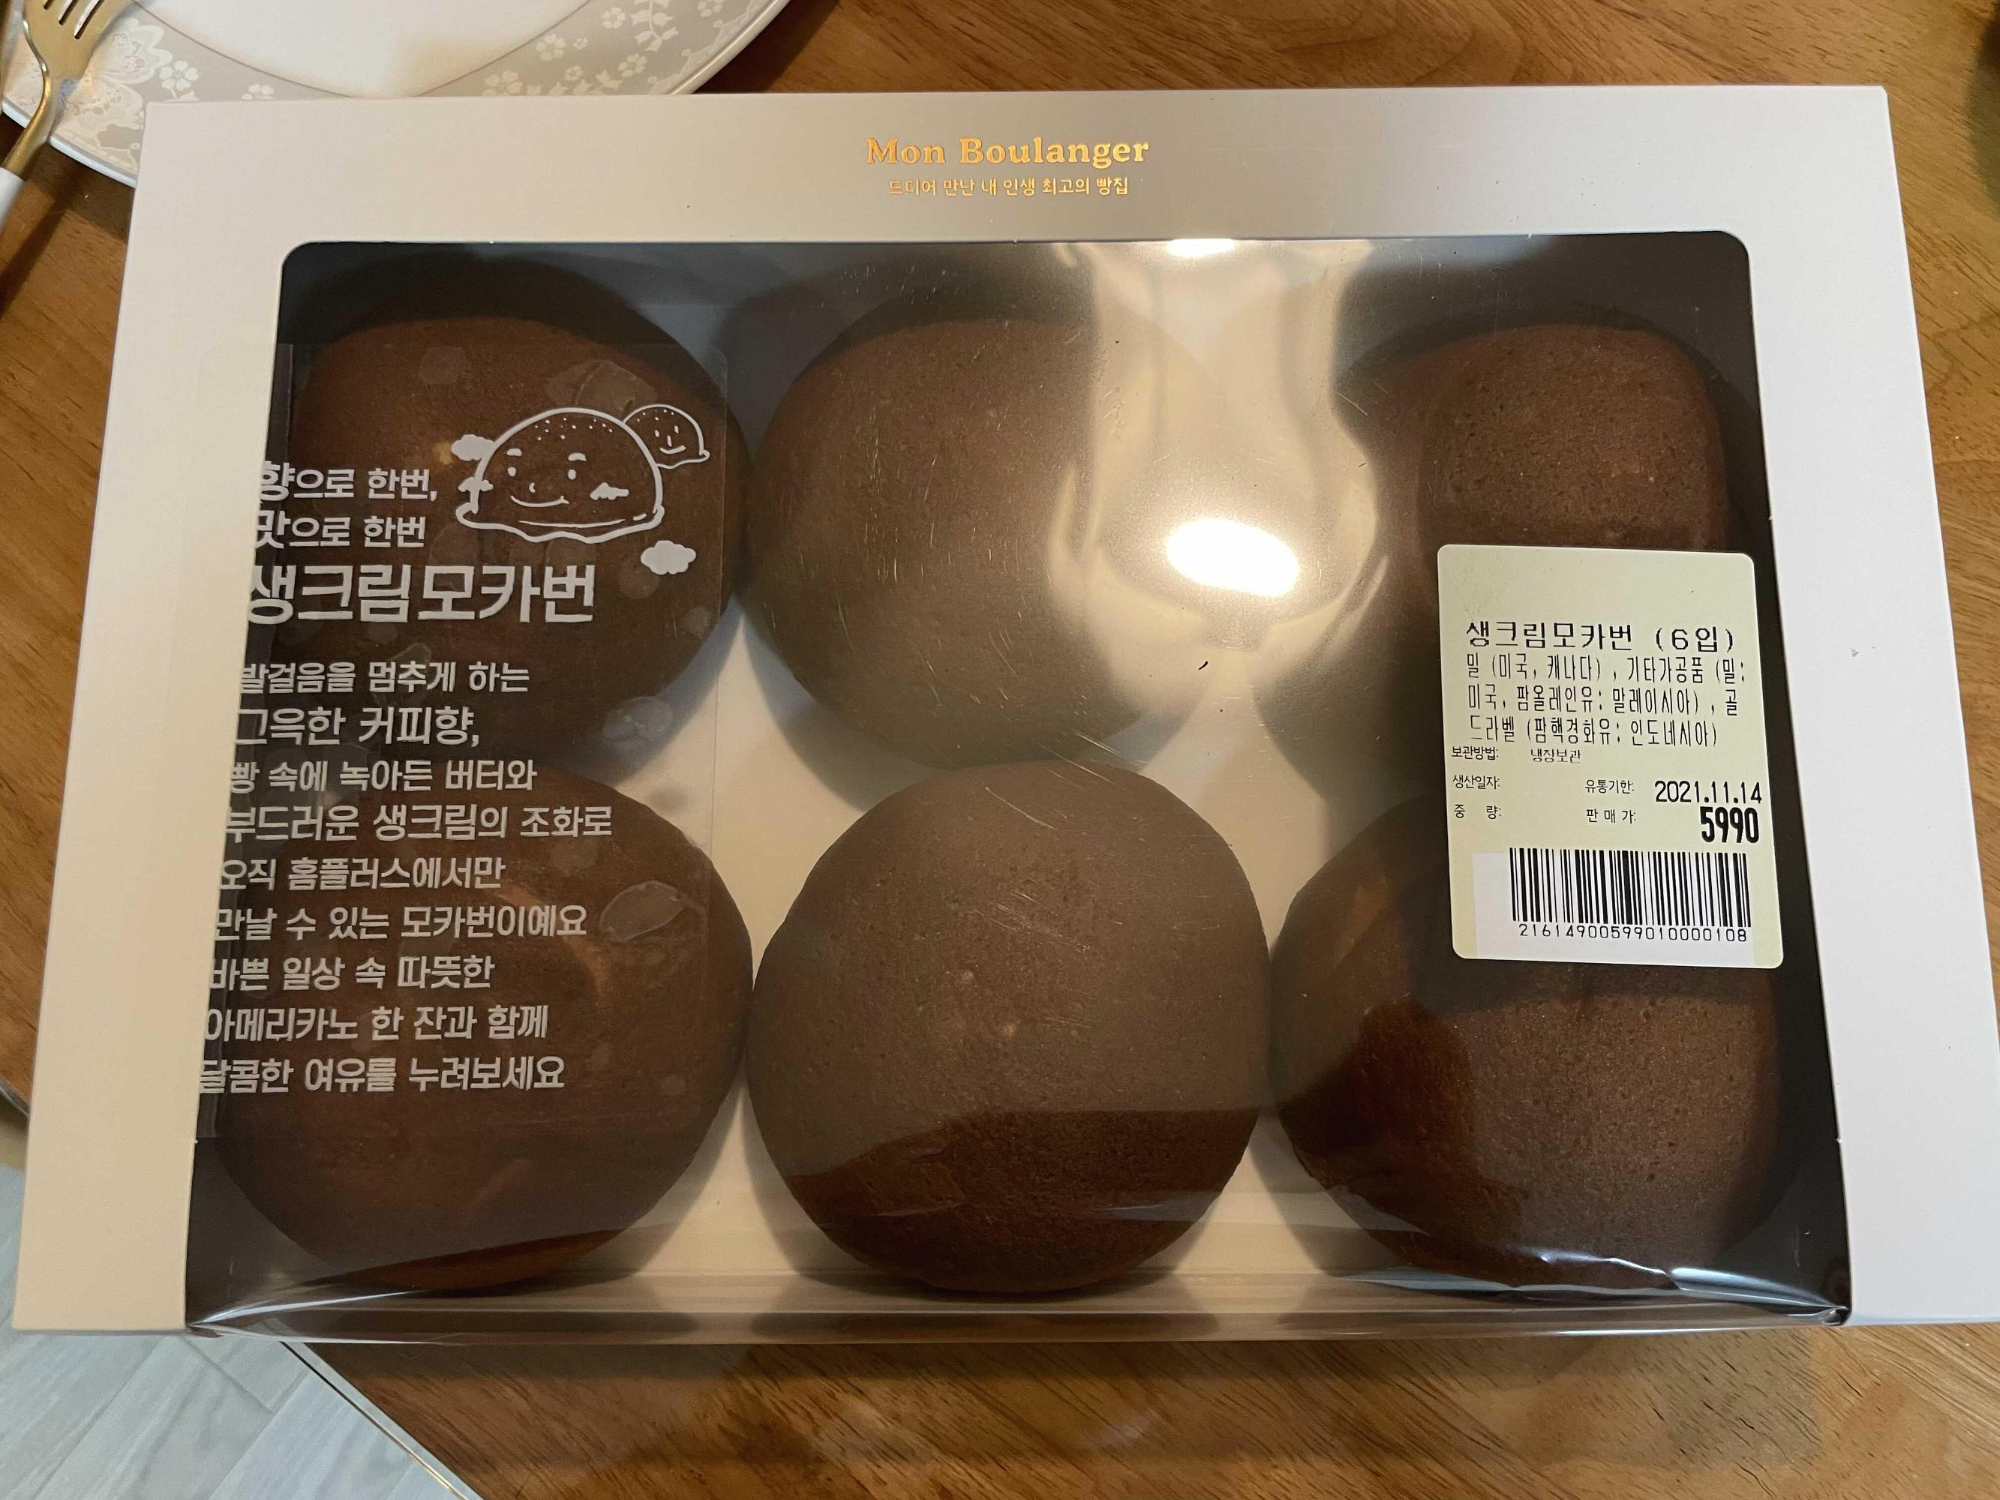 Mon Boulanger
드디어 만난 내 인생 최고의 빵집
향으로 한번,
맛으로 한번
생크림모카번
발걸음을 멈추게 하는
그윽한 커피향,
빵 속에 녹아든 버터와
부드러운 생크림의 조화로
오직 홈플러스에서만
만날 수 있는 모카번이예요
바쁜 일상 속 따뜻한
아메리카노 한 잔과 함께
달콤한 여유를 누려보세요
생크림모카번 (6입)
밀 (미국, 캐나다) , 기타가공품 (밀:
미국, 팜올레인유: 말레이시아) , 골
드라벨 (팜핵경화유: 인도네시아)
보관방법: 냉장보관
생산일자: 유통기한: 2021.11.14
중 량: 판 매 가: 5990
2161490059901000010​8